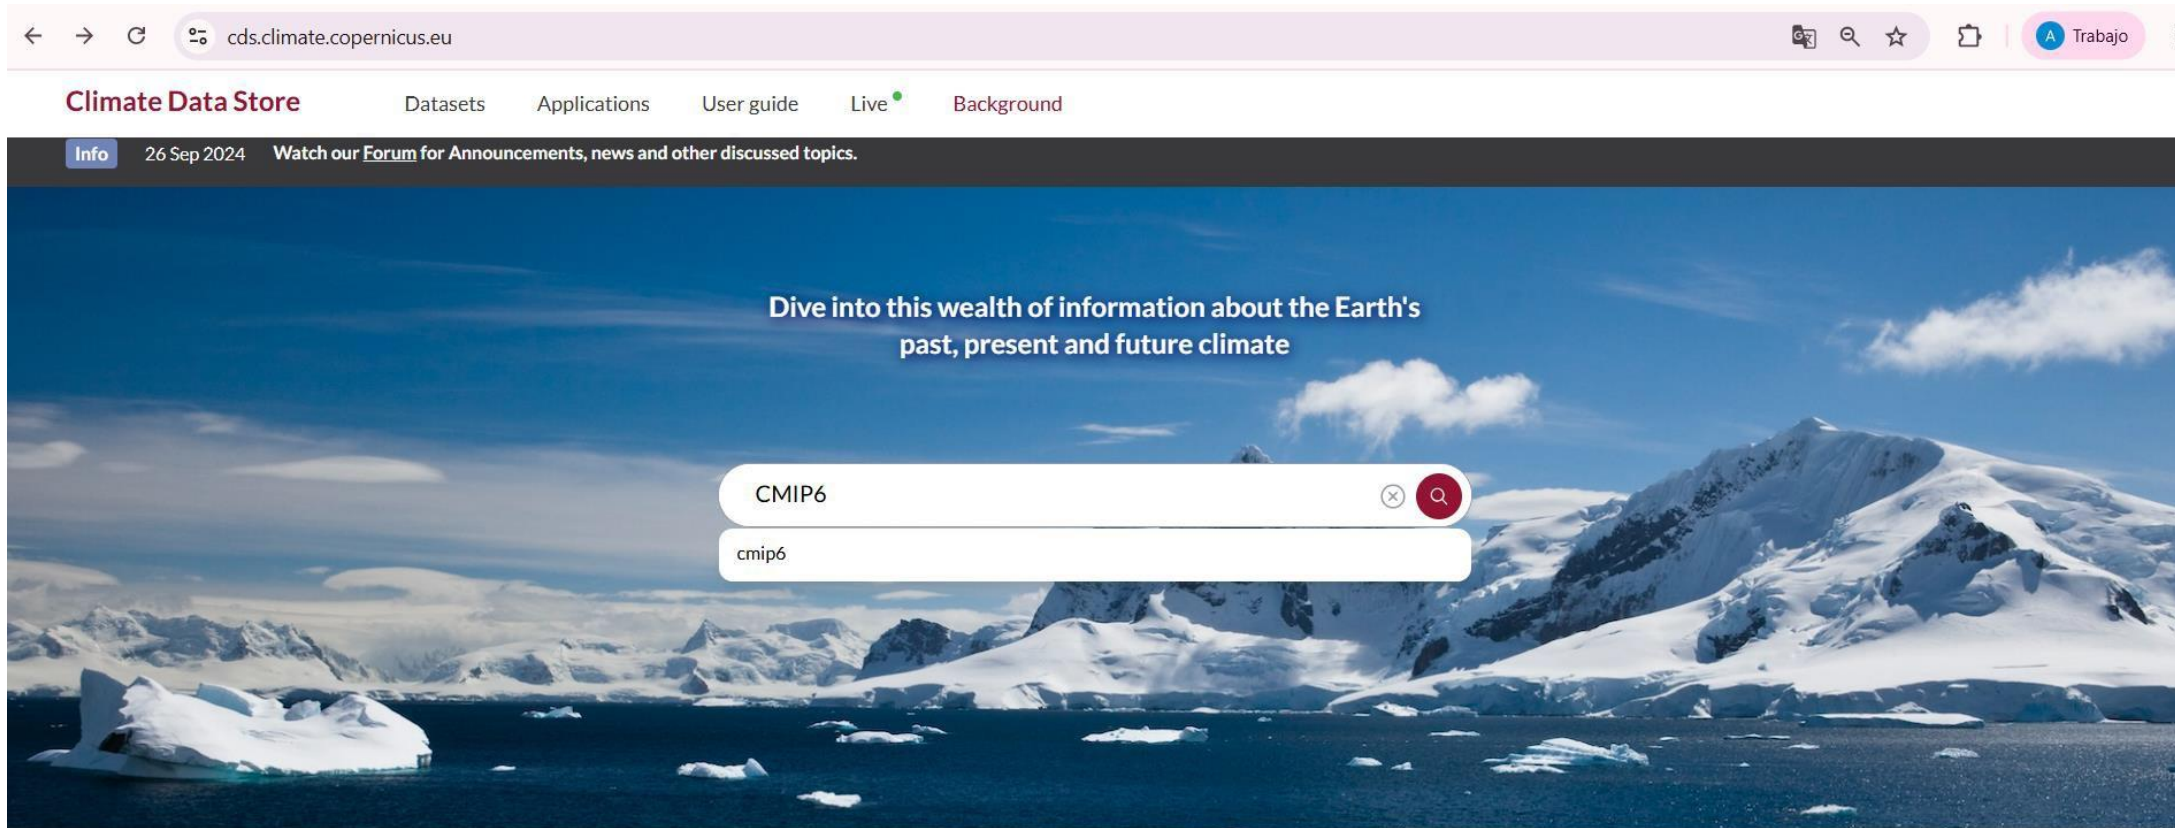 cds.climate.copernicus.eu
A Trabajo
Climate Data Store Datasets Applications User guide Live Background
Info 26 Sep 2024 Watch our Forum for Announcements, news and other discussed topics.
Dive into this wealth of information about the Earth's
past, present and future climate
CMIP6
cmip6